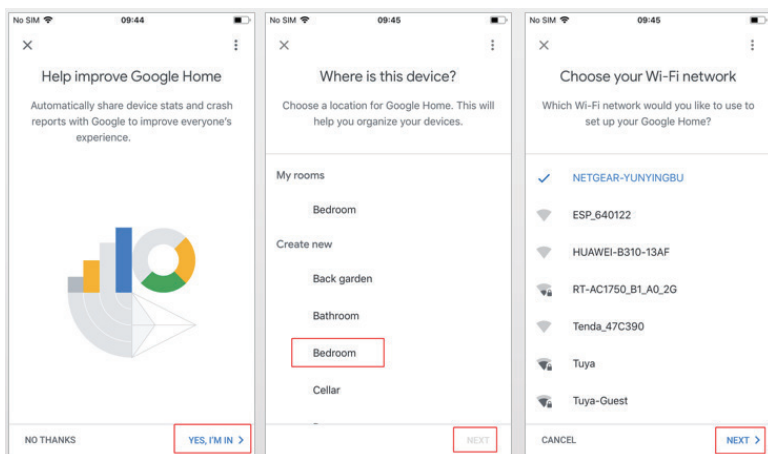 No SIM 09:44
Help improve Google Home
Automatically share device stats and crash
reports with Google to improve everyone's
experience.
NO THANKS
YES, I'M IN >
No SIM 09:45
Where is this device?
Choose a location for Google Home. This will
help you organize your devices.
My rooms
Bedroom
Create new
Back garden
Bathroom
Bedroom
Cellar
NEXT
No SIM 09:45
Choose your Wi-Fi network
Which Wi-Fi network would you like to use to
set up your Google Home?
NETGEAR-YUNYINGBU
ESP_640122
HUAWEI-B310-13AF
RT-AC1750_B1_A0_2G
Tenda_47C390
Tuya
Tuya-Guest
CANCEL
NEXT >